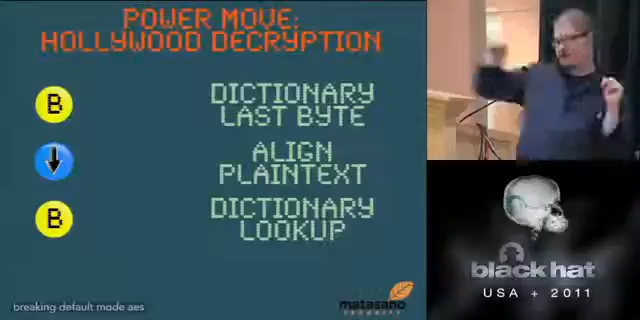 POWER MOVE:
HOLLYWOOD DECRYPTION
B
DICTIONARY
LAST BYTE
ALIGN
PLAINTEXT
B
DICTIONARY
LOOKUP
breaking default mode aes
matasano
SECURITY
black hat
USA + 2011